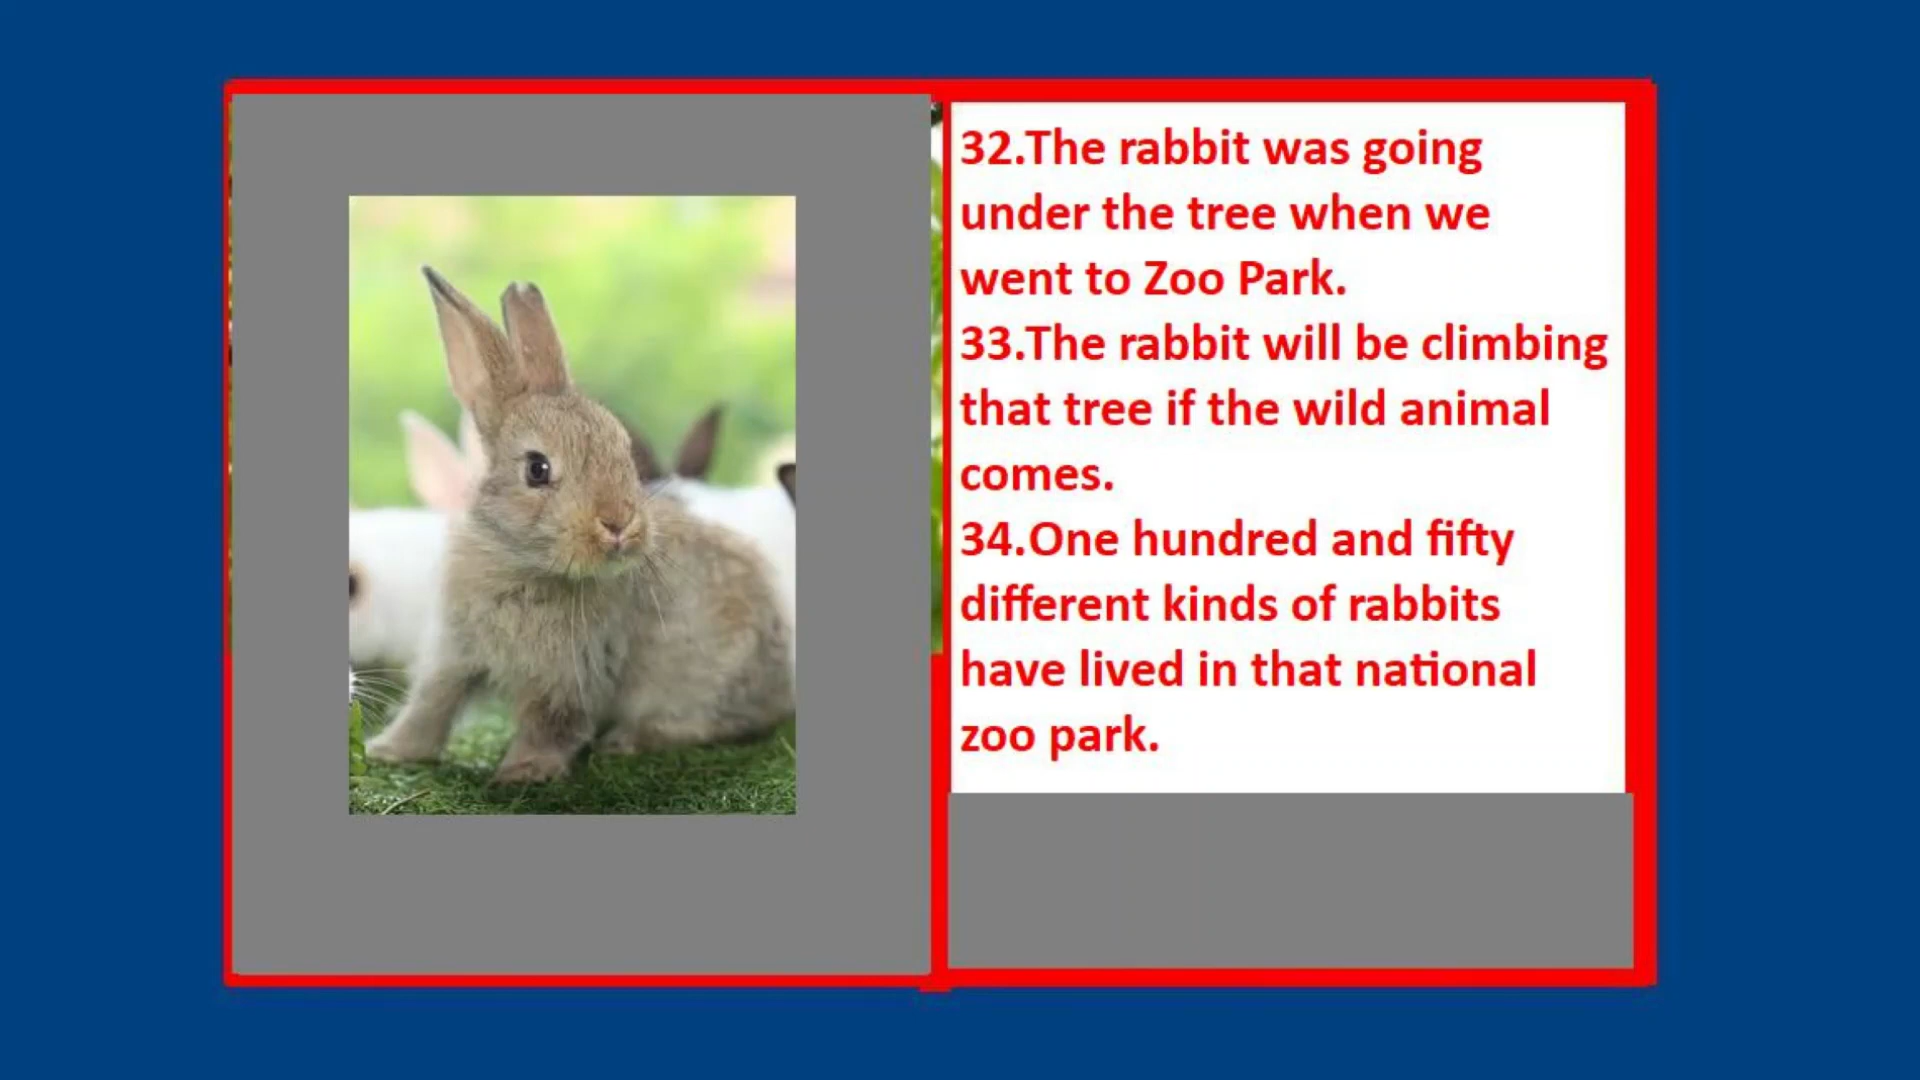 32.The rabbit was going
under the tree when we
went to Zoo Park.
33.The rabbit will be climbing
that tree if the wild animal
comes.
34.One hundred and fifty
different kinds of rabbits
have lived in that national
zoo park.